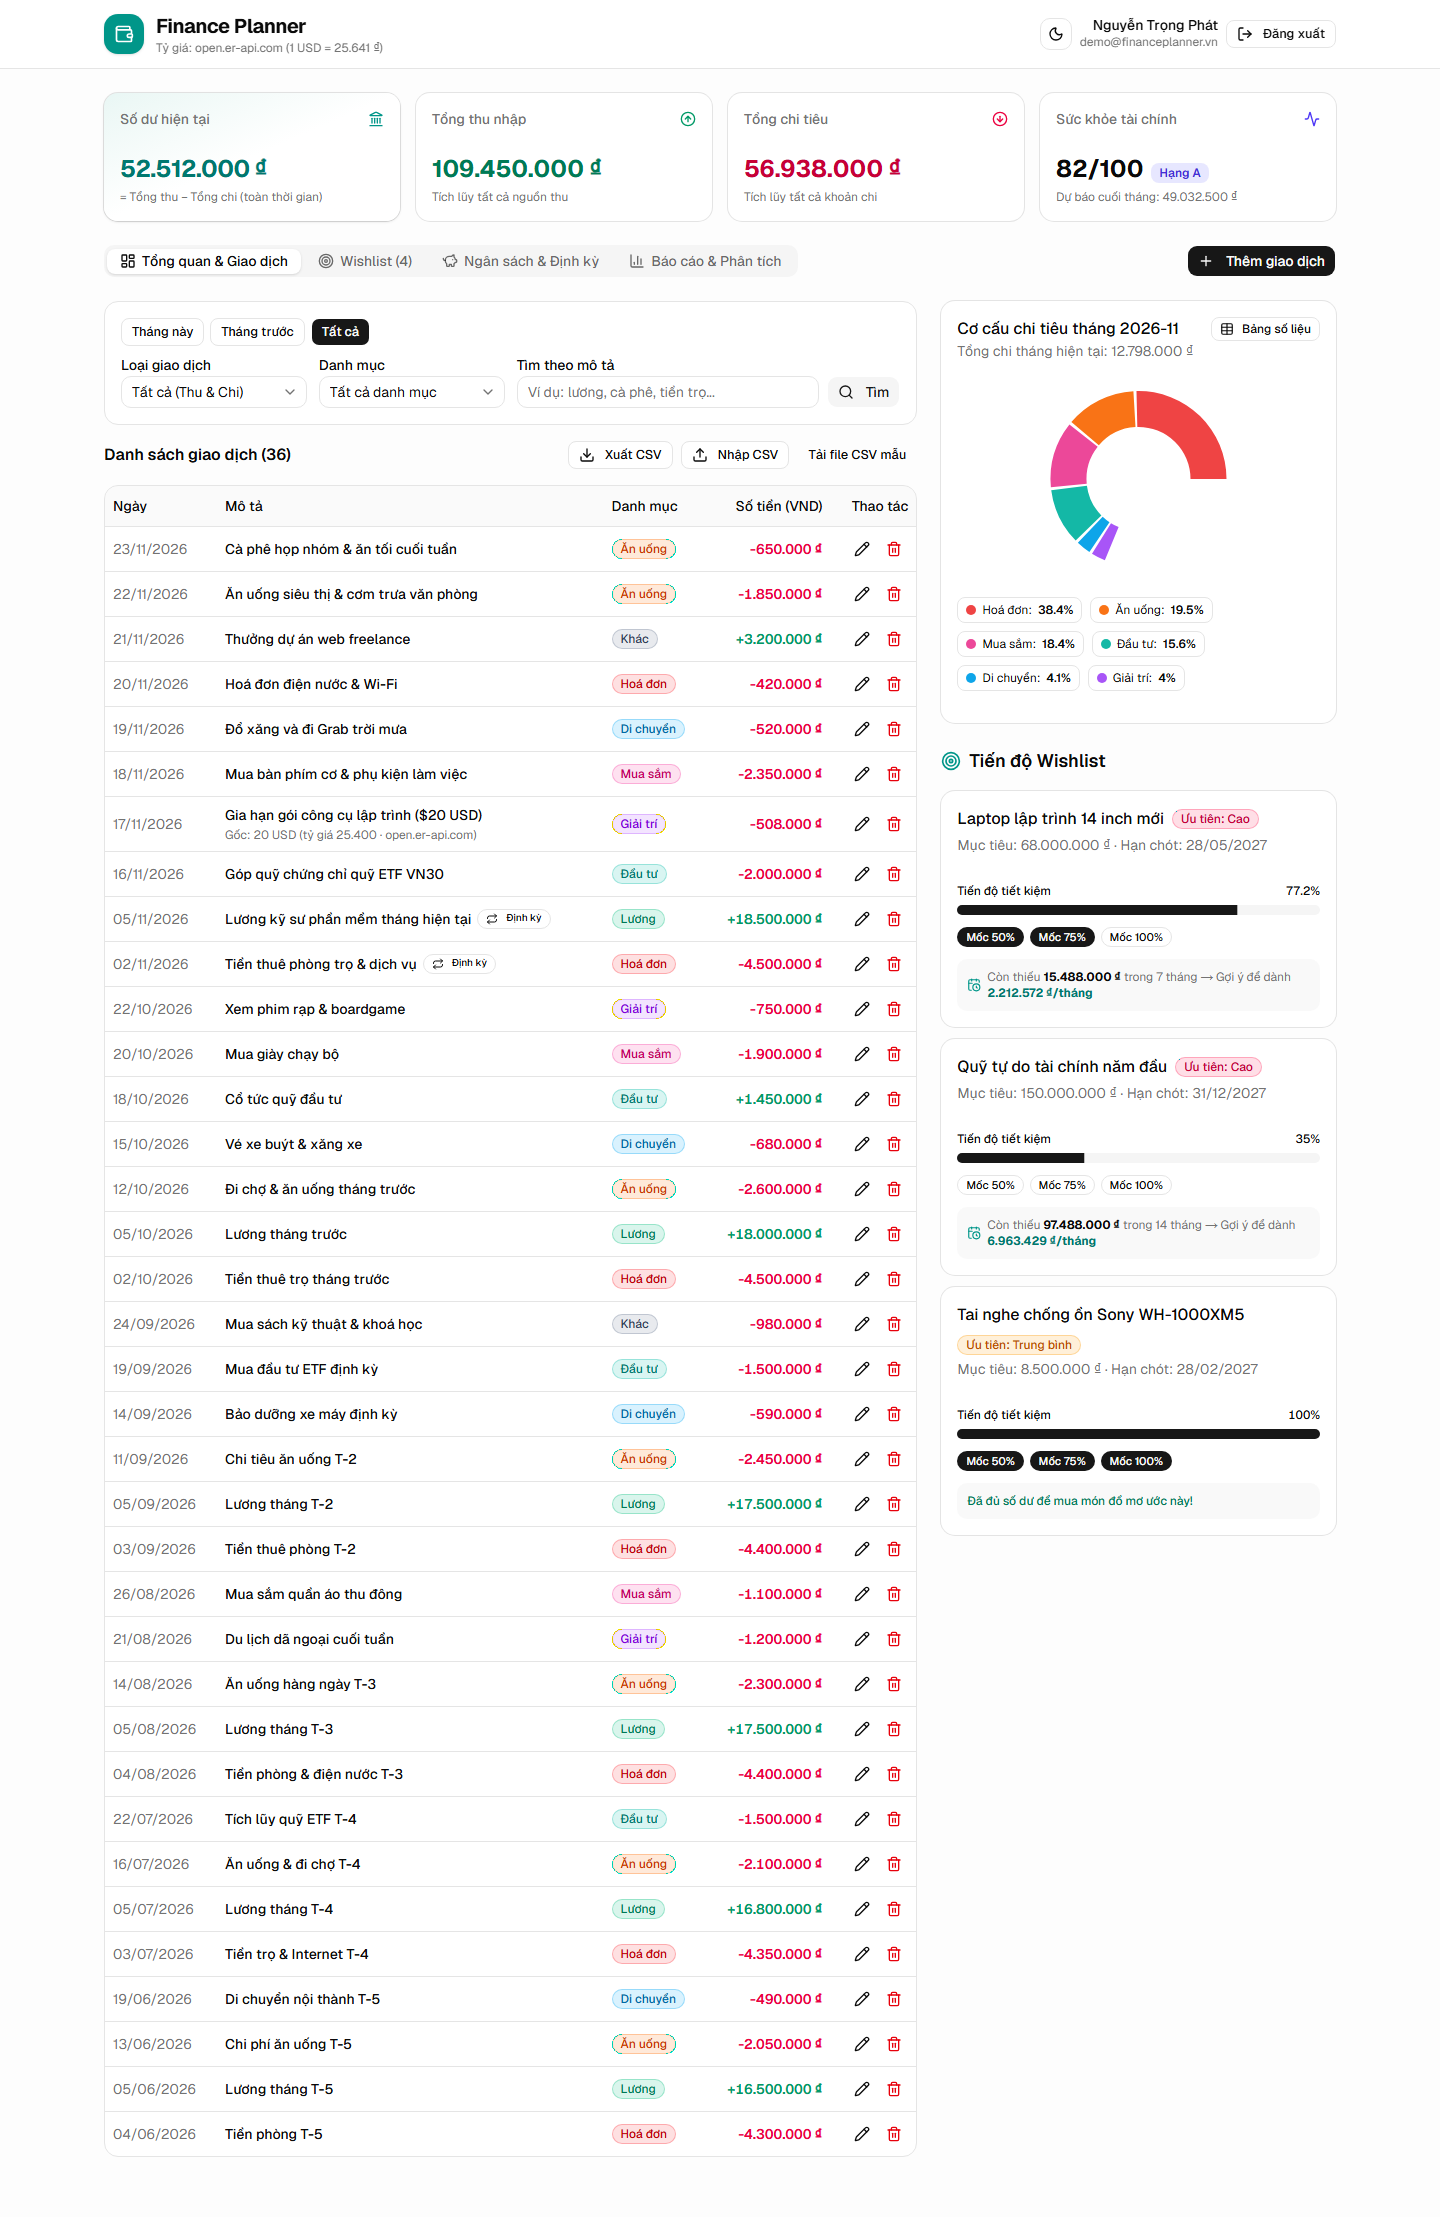 Finance Planner
Tỷ giá: open.er-api.com (1 USD = 25.641 ₫)
Nguyễn Trọng Phát
demo@financeplanner.vn
Đăng xuất
Số dư hiện tại
52.512.000 ₫
= Tổng thu − Tổng chi (toàn thời gian)
Tổng thu nhập
109.450.000 ₫
Tích lũy tất cả nguồn thu
Tổng chi tiêu
56.938.000 ₫
Tích lũy tất cả khoản chi
Sức khỏe tài chính
82/100 Hạng A
Dự báo cuối tháng: 49.032.500 ₫
Tổng quan & Giao dịch
Wishlist (4)
Ngân sách & Định kỳ
Báo cáo & Phân tích
Thêm giao dịch
Tháng này Tháng trước Tất cả
Loại giao dịch Danh mục Tìm theo mô tả
Tất cả (Thu & Chi) Tất cả danh mục Ví dụ: lương, cà phê, tiền trọ... Tìm
Danh sách giao dịch (36) Xuất CSV Nhập CSV Tải file CSV mẫu
Ngày Mô tả Danh mục Số tiền (VND) Thao tác
23/11/2026 Cà phê họp nhóm & ăn tối cuối tuần Ăn uống -650.000 ₫
22/11/2026 Ăn uống siêu thị & cơm trưa văn phòng Ăn uống -1.850.000 ₫
21/11/2026 Thưởng dự án web freelance Khác +3.200.000 ₫
20/11/2026 Hoá đơn điện nước & Wi-Fi Hoá đơn -420.000 ₫
19/11/2026 Đổ xăng và đi Grab trời mưa Di chuyển -520.000 ₫
18/11/2026 Mua bàn phím cơ & phụ kiện làm việc Mua sắm -2.350.000 ₫
17/11/2026 Gia hạn gói công cụ lập trình ($20 USD) Giải trí -508.000 ₫
Gốc: 20 USD (tỷ giá 25.400 · open.er-api.com)
16/11/2026 Góp quỹ chứng chỉ quỹ ETF VN30 Đầu tư -2.000.000 ₫
05/11/2026 Lương kỹ sư phần mềm tháng hiện tại Định kỳ Lương +18.500.000 ₫
02/11/2026 Tiền thuê phòng trọ & dịch vụ Định kỳ Hoá đơn -4.500.000 ₫
22/10/2026 Xem phim rạp & boardgame Giải trí -750.000 ₫
20/10/2026 Mua giày chạy bộ Mua sắm -1.900.000 ₫
18/10/2026 Cổ tức quỹ đầu tư Đầu tư +1.450.000 ₫
15/10/2026 Vé xe buýt & xăng xe Di chuyển -680.000 ₫
12/10/2026 Đi chợ & ăn uống tháng trước Ăn uống -2.600.000 ₫
05/10/2026 Lương tháng trước Lương +18.000.000 ₫
02/10/2026 Tiền thuê trọ tháng trước Hoá đơn -4.500.000 ₫
24/09/2026 Mua sách kỹ thuật & khoá học Khác -980.000 ₫
19/09/2026 Mua đầu tư ETF định kỳ Đầu tư -1.500.000 ₫
14/09/2026 Bảo dưỡng xe máy định kỳ Di chuyển -590.000 ₫
11/09/2026 Chi tiêu ăn uống T-2 Ăn uống -2.450.000 ₫
05/09/2026 Lương tháng T-2 Lương +17.500.000 ₫
03/09/2026 Tiền thuê phòng T-2 Hoá đơn -4.400.000 ₫
26/08/2026 Mua sắm quần áo thu đông Mua sắm -1.100.000 ₫
21/08/2026 Du lịch dã ngoại cuối tuần Giải trí -1.200.000 ₫
14/08/2026 Ăn uống hàng ngày T-3 Ăn uống -2.300.000 ₫
05/08/2026 Lương tháng T-3 Lương +17.500.000 ₫
04/08/2026 Tiền phòng & điện nước T-3 Hoá đơn -4.400.000 ₫
22/07/2026 Tích lũy quỹ ETF T-4 Đầu tư -1.500.000 ₫
16/07/2026 Ăn uống & đi chợ T-4 Ăn uống -2.100.000 ₫
05/07/2026 Lương tháng T-4 Lương +16.800.000 ₫
03/07/2026 Tiền trọ & Internet T-4 Hoá đơn -4.350.000 ₫
19/06/2026 Di chuyển nội thành T-5 Di chuyển -490.000 ₫
13/06/2026 Chi phí ăn uống T-5 Ăn uống -2.050.000 ₫
05/06/2026 Lương tháng T-5 Lương +16.500.000 ₫
04/06/2026 Tiền phòng T-5 Hoá đơn -4.300.000 ₫
Cơ cấu chi tiêu tháng 2026-11 Bảng số liệu
Tổng chi tháng hiện tại: 12.798.000 ₫
Hoá đơn: 38.4% Ăn uống: 19.5%
Mua sắm: 18.4% Đầu tư: 15.6%
Di chuyển: 4.1% Giải trí: 4%
Tiến độ Wishlist
Laptop lập trình 14 inch mới Ưu tiên: Cao
Mục tiêu: 68.000.000 ₫ · Hạn chót: 28/05/2027
Tiến độ tiết kiệm 77.2%
Mốc 50% Mốc 75% Mốc 100%
Còn thiếu 15.488.000 ₫ trong 7 tháng → Gợi ý để dành
2.212.572 ₫/tháng
Quỹ tự do tài chính năm đầu Ưu tiên: Cao
Mục tiêu: 150.000.000 ₫ · Hạn chót: 31/12/2027
Tiến độ tiết kiệm 35%
Mốc 50% Mốc 75% Mốc 100%
Còn thiếu 97.488.000 ₫ trong 14 tháng → Gợi ý để dành
6.963.429 ₫/tháng
Tai nghe chống ồn Sony WH-1000XM5
Ưu tiên: Trung bình
Mục tiêu: 8.500.000 ₫ · Hạn chót: 28/02/2027
Tiến độ tiết kiệm 100%
Mốc 50% Mốc 75% Mốc 100%
Đã đủ số dư để mua món đồ mơ ước này!